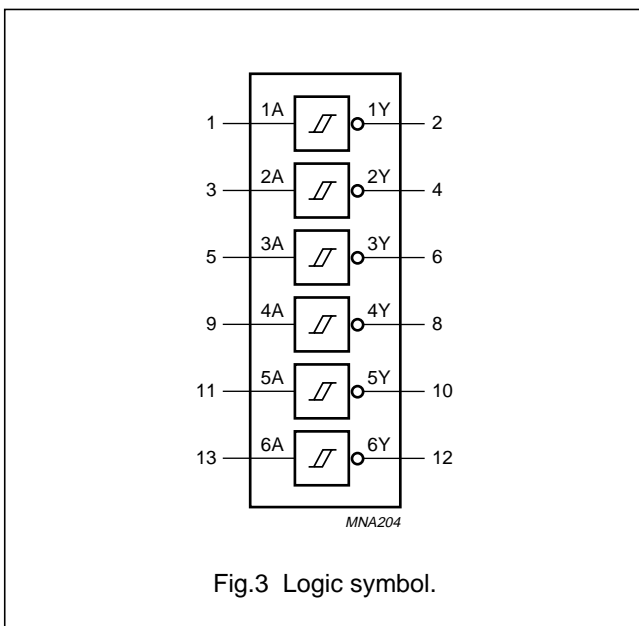 1 1A 1Y 2
3 2A 2Y 4
5 3A 3Y 6
9 4A 4Y 8
11 5A 5Y 10
13 6A 6Y 12
MNA204
Fig.3 Logic symbol.